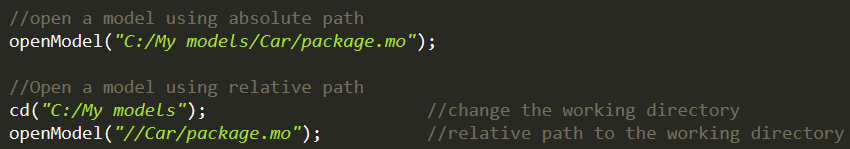 //open a model using absolute path
openModel("C:/My models/Car/package.mo");

//Open a model using relative path
cd("C:/My models");                    //change the working directory
openModel("//Car/package.mo");         //relative path to the working directory